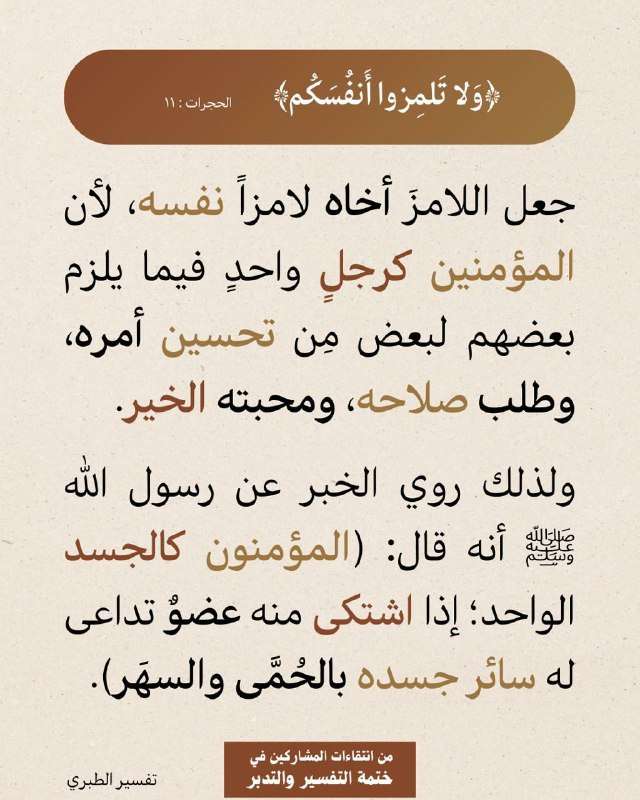 ﴿وَلا تَلمِزوا أَنفُسَكُم﴾ الحجرات : ١١
جعل اللامزَ أخاه لامزاً نفسه، لأن
المؤمنين كرجلٍ واحدٍ فيما يلزم
بعضهم لبعض مِن تحسين أمره،
وطلب صلاحه، ومحبته الخير.
ولذلك روي الخبر عن رسول الله
ﷺ أنه قال: (المؤمنون كالجسد
الواحد؛ إذا اشتكى منه عضوٌ تداعى
له سائر جسده بالحُمَّى والسهَر).
من انتقاءات المشاركين في
ختمة التفسير والتدبر
تفسير الطبري